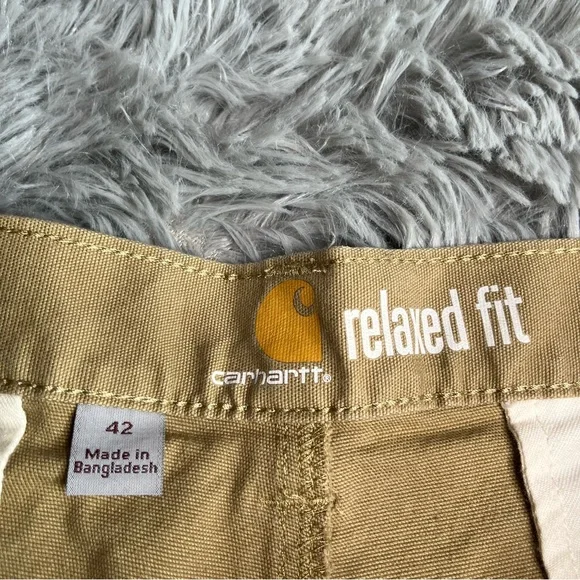 relaxed fit
carhartt®
42
Made in
Bangladesh